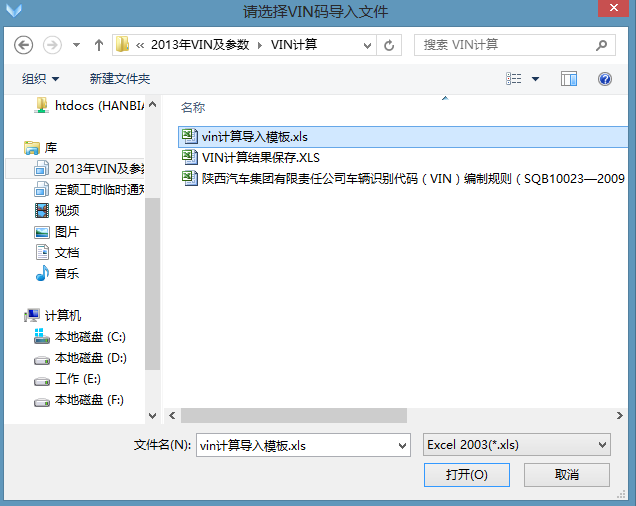 请选择VIN码导入文件
« 2013年VIN及参数 VIN计算
搜索 VIN计算
组织 新建文件夹
htdocs (HANBIA
库
2013年VIN及参数
定额工时临时通知
视频
图片
文档
音乐
计算机
本地磁盘 (C:)
本地磁盘 (D:)
工作 (E:)
本地磁盘 (F:)
名称
vin计算导入模板.xls
VIN计算结果保存.XLS
陕西汽车集团有限责任公司车辆识别代码（VIN）编制规则（SQB10023—2009
文件名(N): vin计算导入模板.xls
Excel 2003(*.xls)
打开(O) 取消